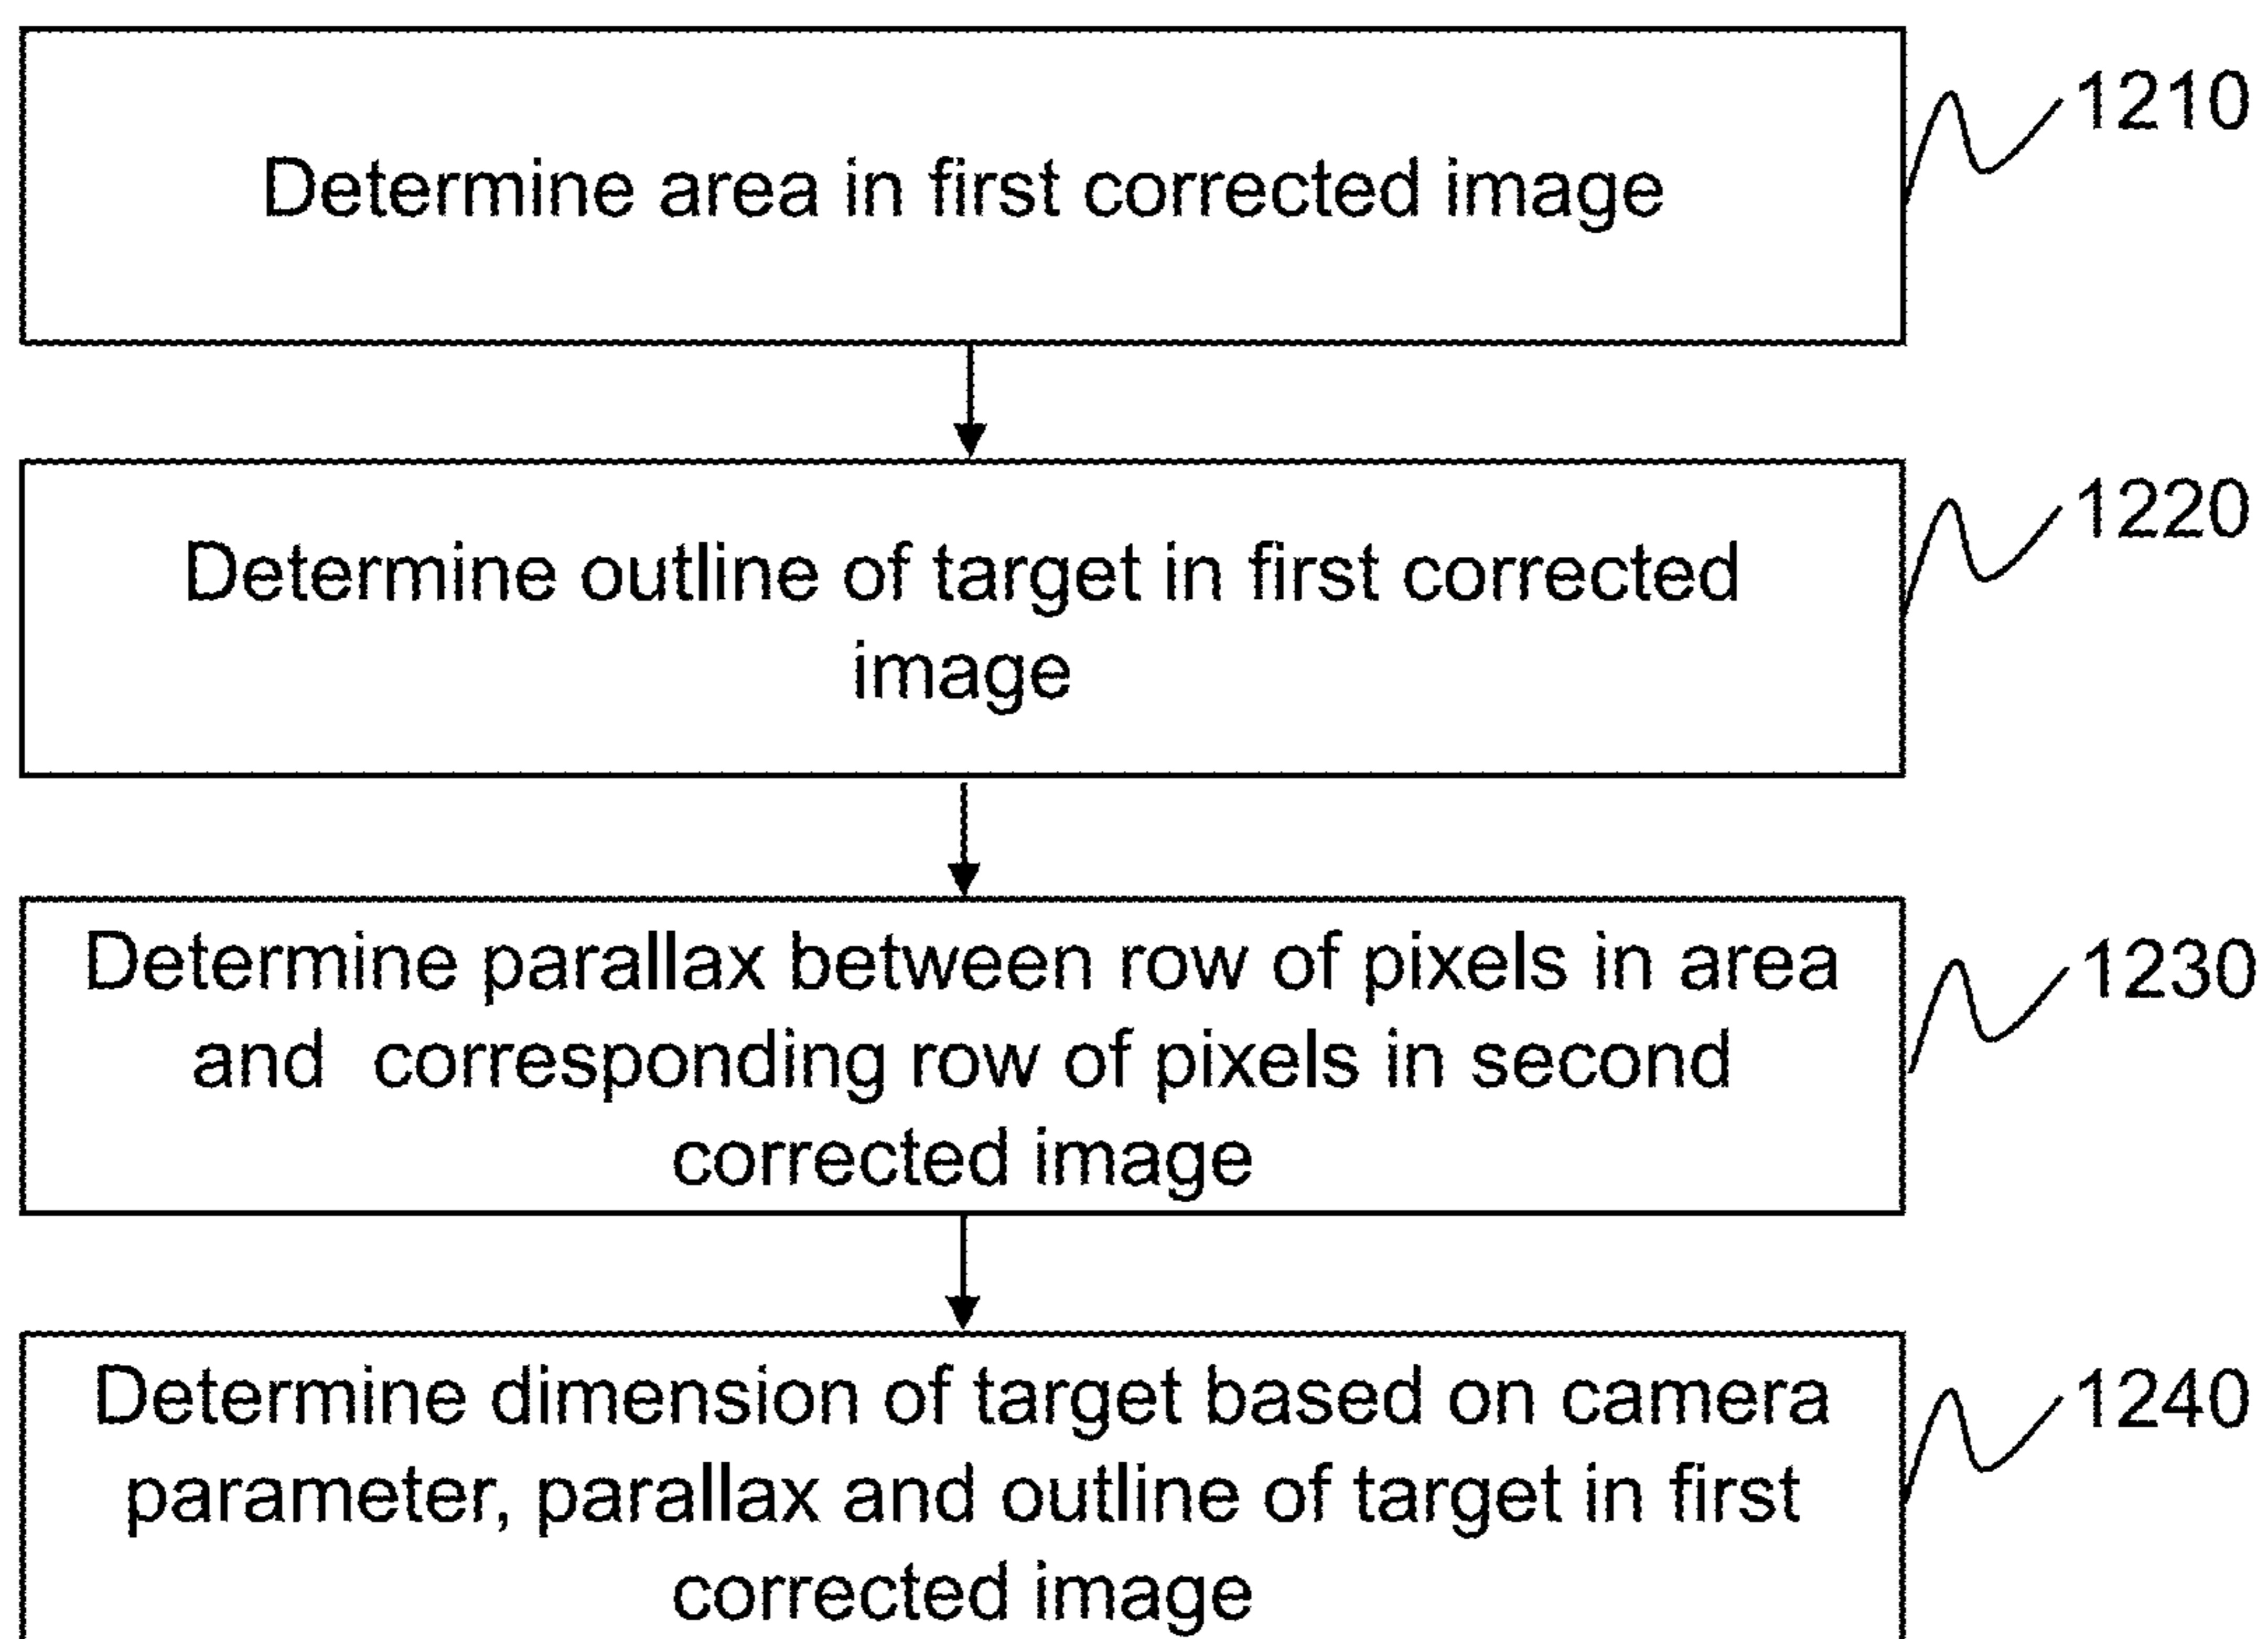 Determine area in first corrected image
1210
Determine outline of target in first corrected
image
1220
Determine parallax between row of pixels in area
and corresponding row of pixels in second
corrected image
1230
Determine dimension of target based on camera
parameter, parallax and outline of target in first
corrected image
1240